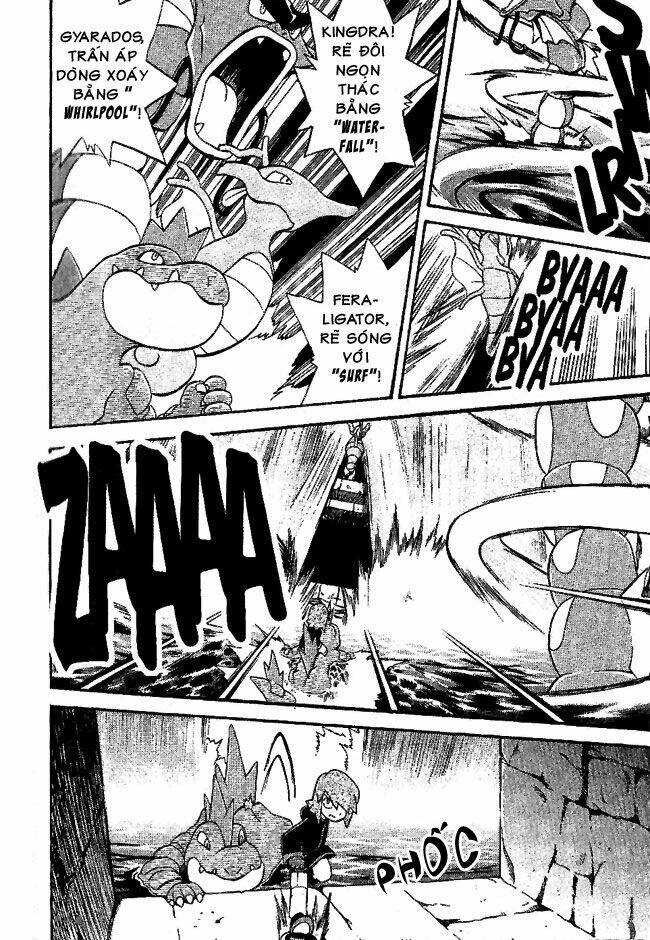 GYARADOS,
TRẤN ÁP
DÒNG XOÁY
BẰNG "
WHIRLPOOL"!
KINGDRA!
RẼ ĐÔI
NGỌN
THÁC
BẰNG
"WATER-
FALL"!
FERA-
LIGATOR,
RẼ SÓNG
VỚI
"SURF"!
BYAAA
BYAA
BYA
ZAAAAA
PHỐC